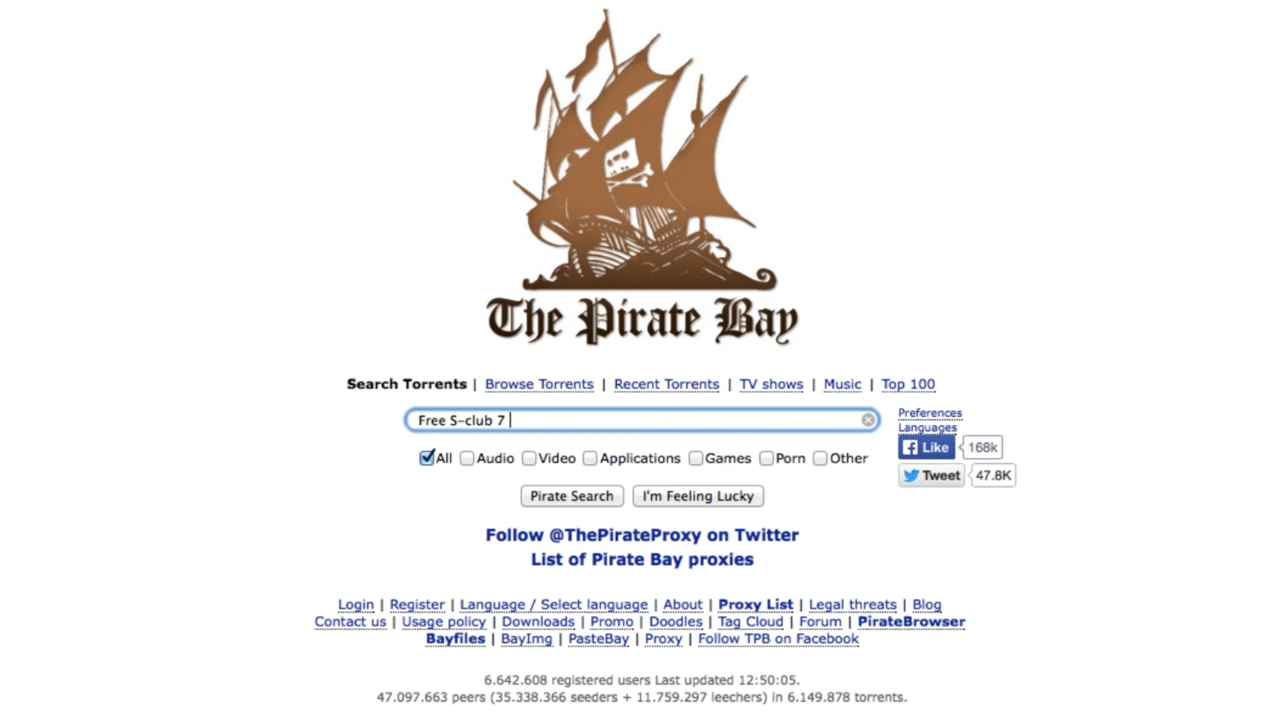 The Pirate Bay
Search Torrents | Browse Torrents | Recent Torrents | TV shows | Music | Top 100
Free S-club 7
Preferences
Languages
Like 168k
Tweet 47.8K
All Audio Video Applications Games Porn Other
Pirate Search I'm Feeling Lucky
Follow @ThePirateProxy on Twitter
List of Pirate Bay proxies
Login | Register | Language / Select language | About | Proxy List | Legal threats | Blog
Contact us | Usage policy | Downloads | Promo | Doodles | Tag Cloud | Forum | PirateBrowser
Bayfiles | BayImg | PasteBay | Proxy | Follow TPB on Facebook
6.642.608 registered users Last updated 12:50:05.
47.097.663 peers (35.338.366 seeders + 11.759.297 leechers) in 6.149.878 torrents.